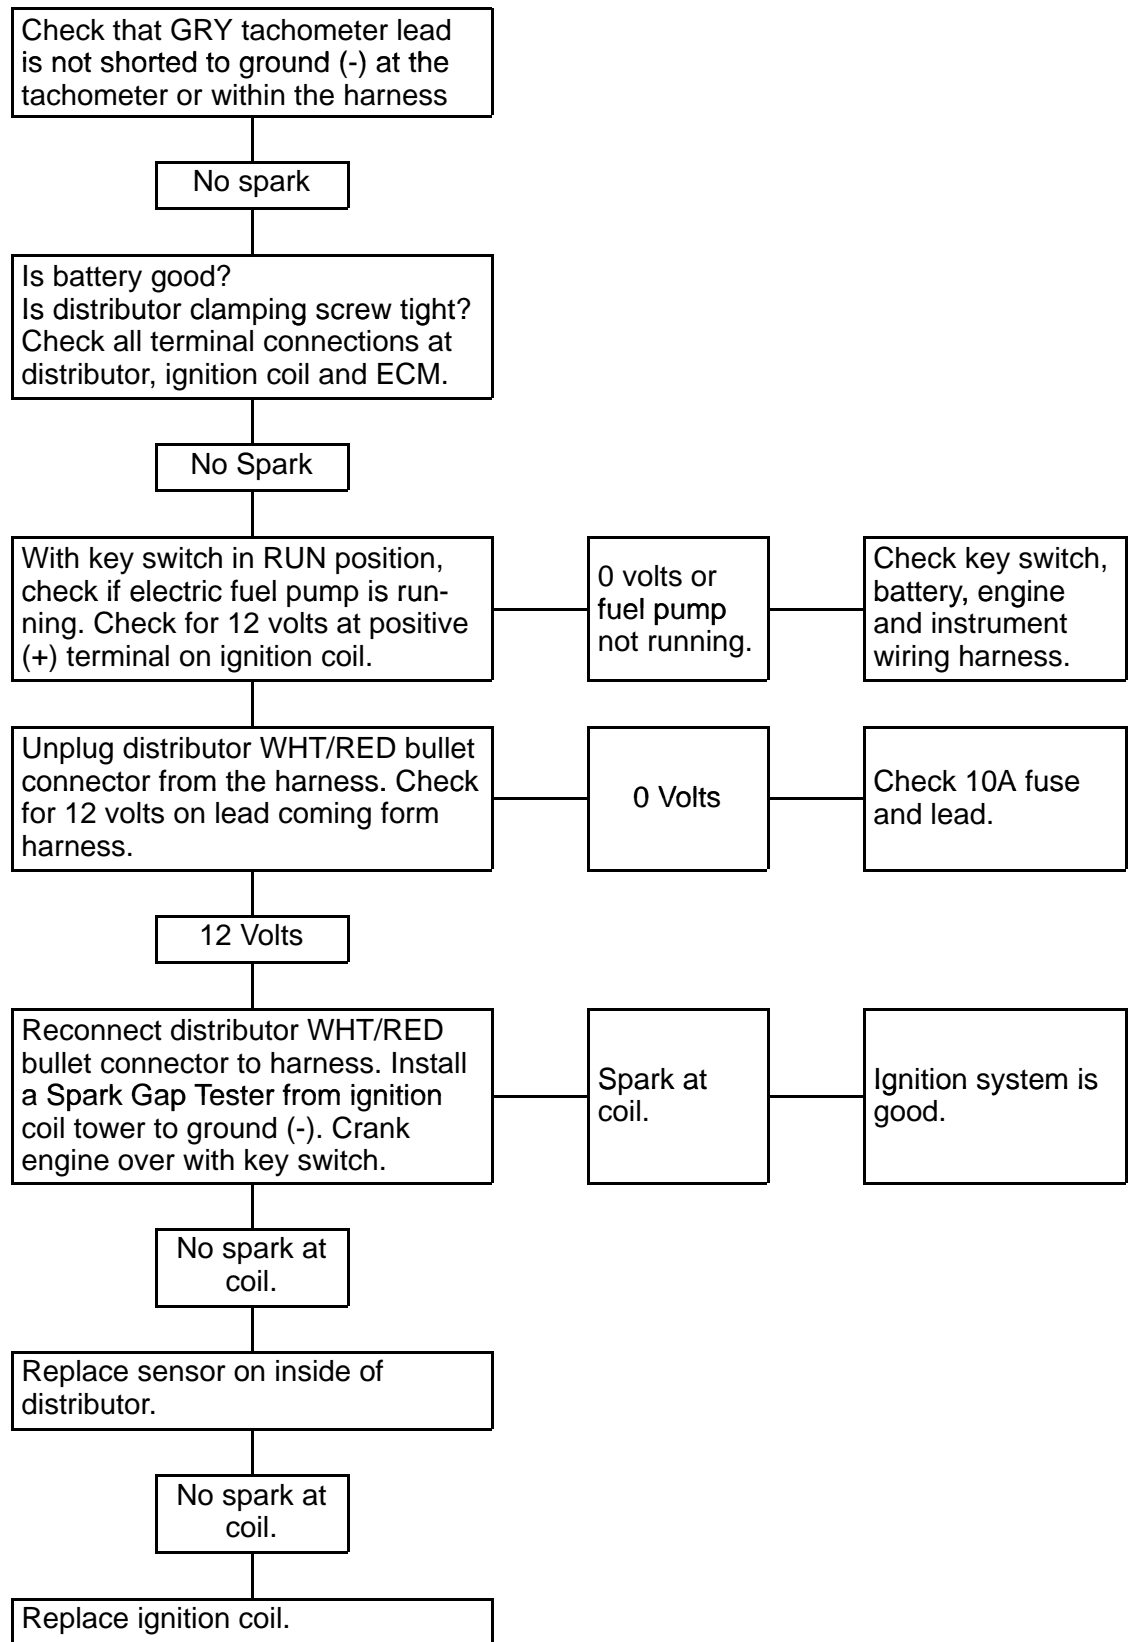 Check that GRY tachometer lead
is not shorted to ground (-) at the
tachometer or within the harness
No spark
Is battery good?
Is distributor clamping screw tight?
Check all terminal connections at
distributor, ignition coil and ECM.
No Spark
With key switch in RUN position,
check if electric fuel pump is run-
ning. Check for 12 volts at positive
(+) terminal on ignition coil.
0 volts or
fuel pump
not running.
Check key switch,
battery, engine
and instrument
wiring harness.
Unplug distributor WHT/RED bullet
connector from the harness. Check
for 12 volts on lead coming form
harness.
0 Volts
Check 10A fuse
and lead.
12 Volts
Reconnect distributor WHT/RED
bullet connector to harness. Install
a Spark Gap Tester from ignition
coil tower to ground (-). Crank
engine over with key switch.
Spark at
coil.
Ignition system is
good.
No spark at
coil.
Replace sensor on inside of
distributor.
No spark at
coil.
Replace ignition coil.